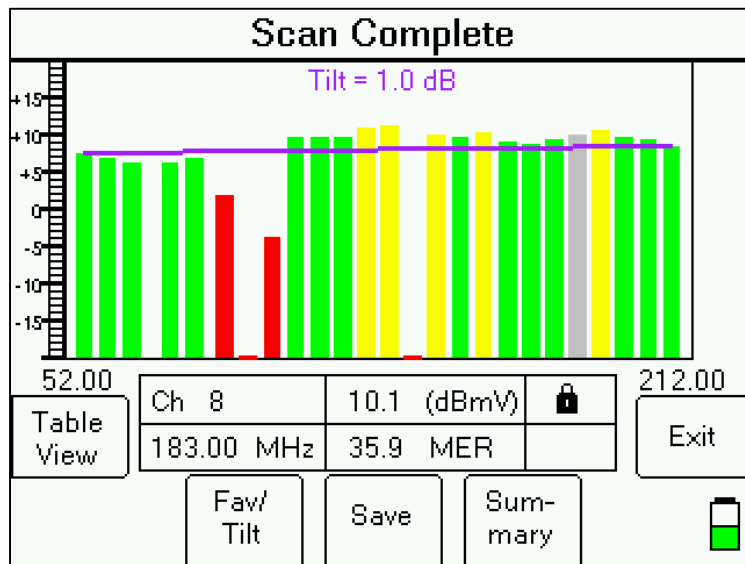 Scan Complete
Tilt = 1.0 dB
+15
+10
+5
0
-5
-10
-15
52.00
212.00
Ch 8
10.1 (dBmV)
183.00 MHz
35.9 MER
Table
View
Exit
Fav/
Tilt
Save
Sum-
mary